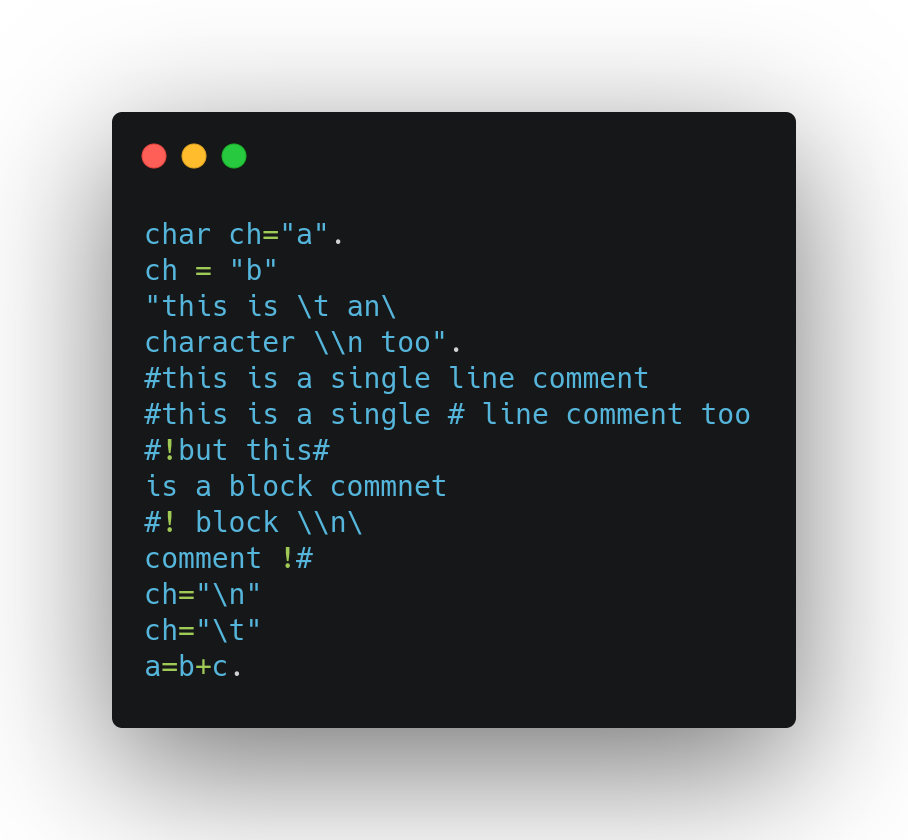 char ch="a".
ch = "b"
"this is \t an\
character \\n too".
#this is a single line comment
#this is a single # line comment too
#!but this#
is a block commnet
#! block \\n\
comment !#
ch="\n"
ch="\t"
a=b+c.